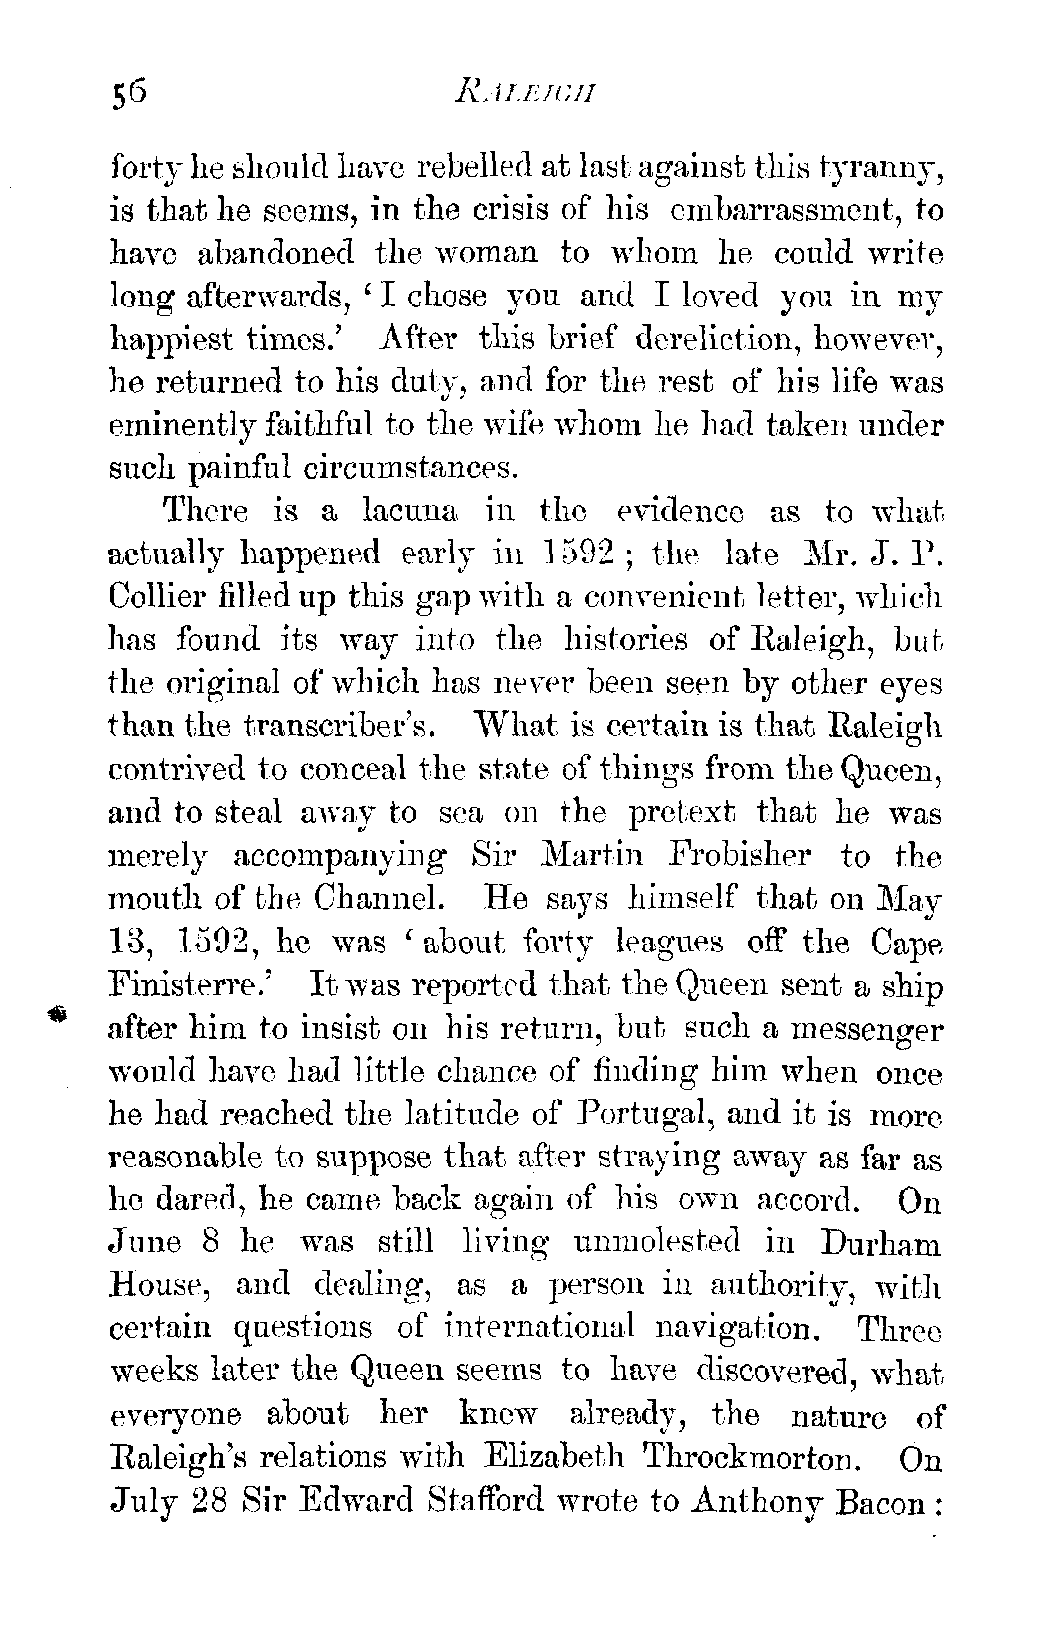 56 RALEIGH
forty he should have rebelled at last against this tyranny,
is that he seems, in the crisis of his embarrassment, to
have abandoned the woman to whom he could write
long afterwards, ‘ I chose you and I loved you in my
happiest times.’ After this brief dereliction, however,
he returned to his duty, and for the rest of his life was
eminently faithful to the wife whom he had taken under
such painful circumstances.
There is a lacuna in the evidence as to what
actually happened early in 1592 ; the late Mr. J. P.
Collier filled up this gap with a convenient letter, which
has found its way into the histories of Raleigh, but
the original of which has never been seen by other eyes
than the transcriber’s. What is certain is that Raleigh
contrived to conceal the state of things from the Queen,
and to steal away to sea on the pretext that he was
merely accompanying Sir Martin Frobisher to the
mouth of the Channel. He says himself that on May
13, 1592, he was ‘ about forty leagues off the Cape
Finisterre.’ It was reported that the Queen sent a ship
after him to insist on his return, but such a messenger
would have had little chance of finding him when once
he had reached the latitude of Portugal, and it is more
reasonable to suppose that after straying away as far as
he dared, he came back again of his own accord. On
June 8 he was still living unmolested in Durham
House, and dealing, as a person in authority, with
certain questions of international navigation. Three
weeks later the Queen seems to have discovered, what
everyone about her knew already, the nature of
Raleigh’s relations with Elizabeth Throckmorton. On
July 28 Sir Edward Stafford wrote to Anthony Bacon :